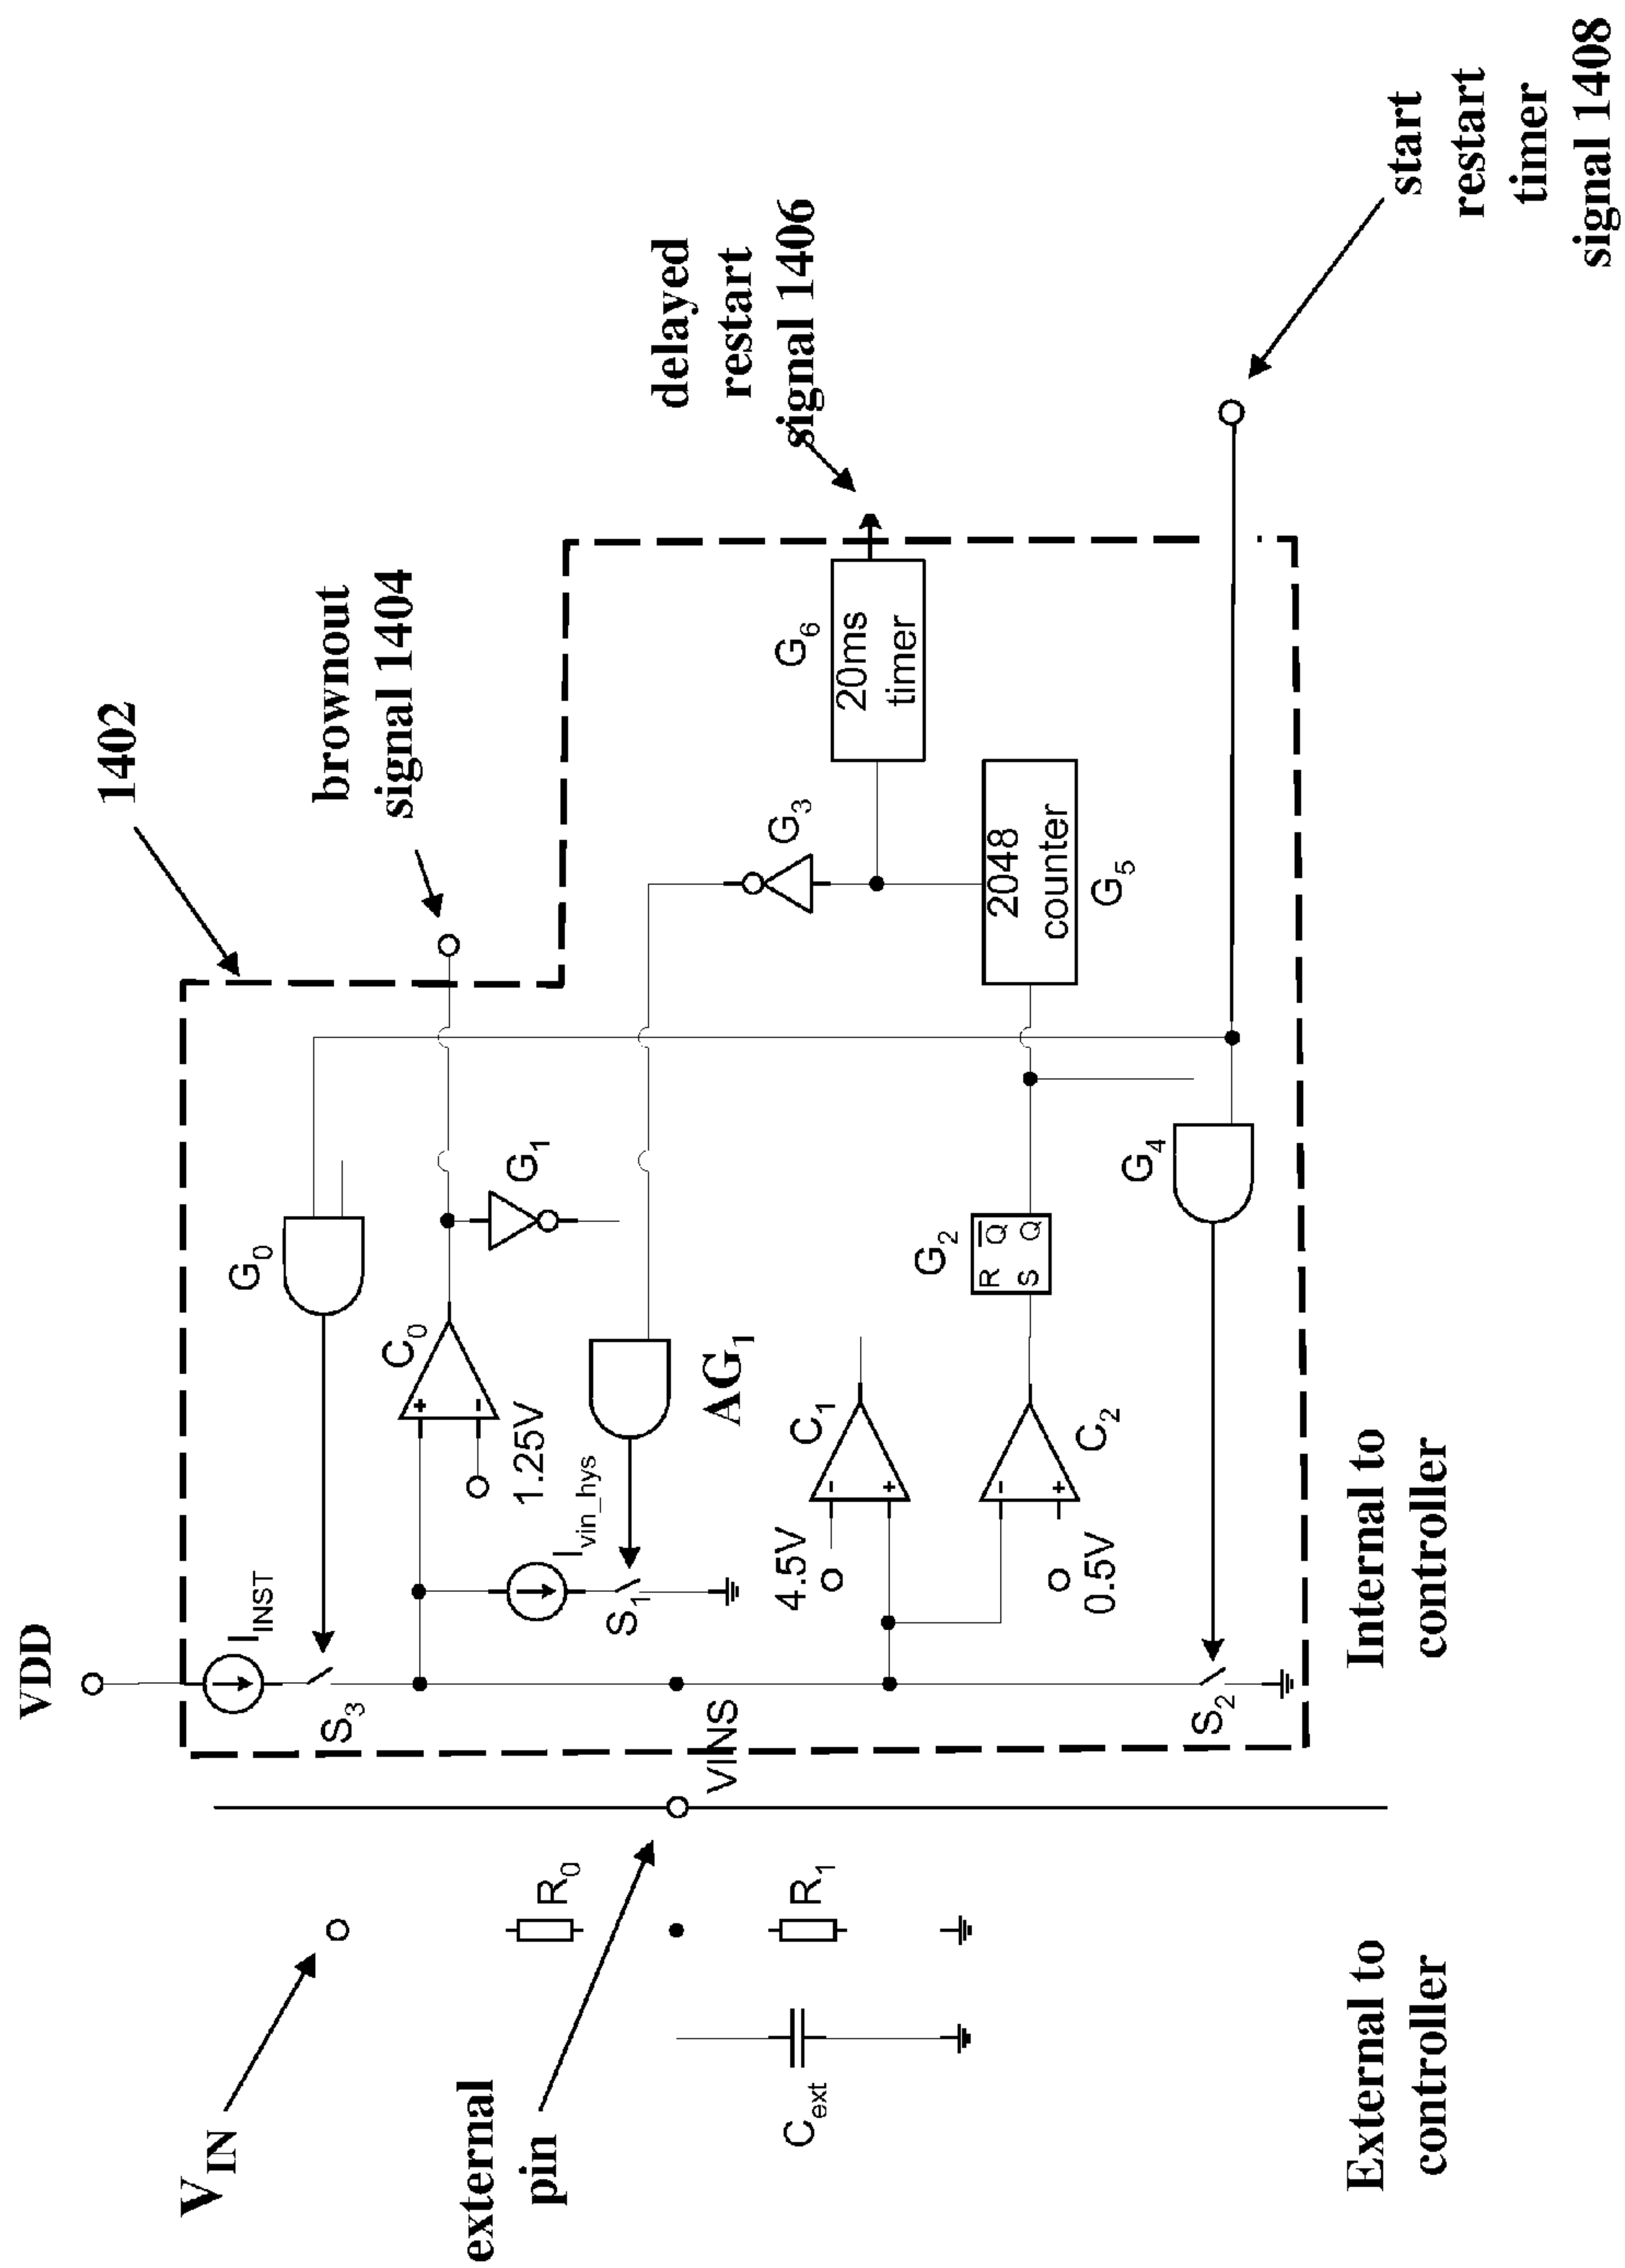 VDD
1402
brownout
signal 1404
delayed
restart
signal 1406
start
restart
timer
signal 1408
I_INST
S_3
G_0
C_0
+
-
1.25V
G_1
I_vin_hys
S_1
AG_1
G_3
G_6
20ms
timer
2048
counter
G_5
VINS
4.5V
C_1
-
+
0.5V
C_2
-
+
G_2
R Q̅
S Q
G_4
S_2
V_IN
R_0
R_1
C_ext
external
pin
External to
controller
Internal to
controller